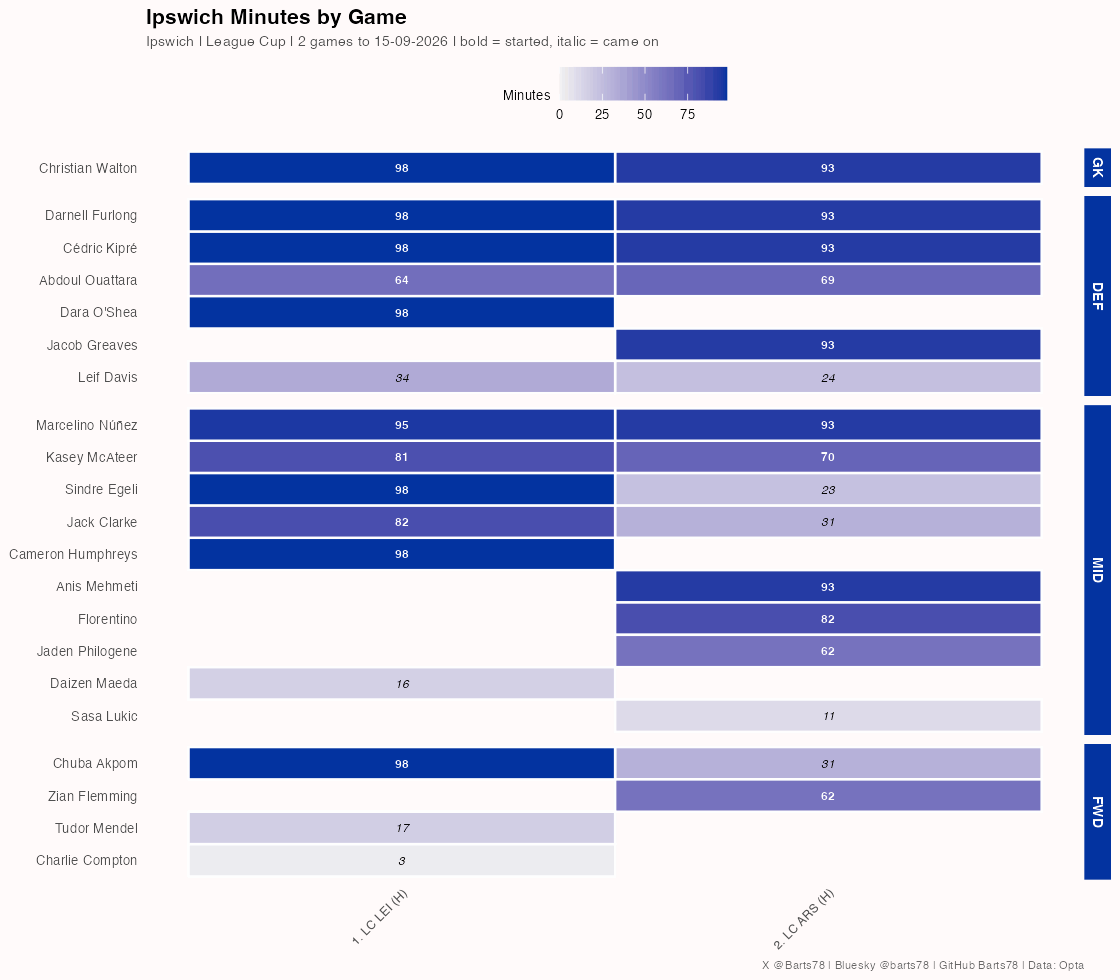 Ipswich Minutes by Game
Ipswich | League Cup | 2 games to 15-09-2026 | bold = started, italic = came on
Minutes
0 25 50 75
Christian Walton 98 93
GK
Darnell Furlong 98 93
Cédric Kipré 98 93
Abdoul Ouattara 64 69
Dara O'Shea 98
Jacob Greaves 93
Leif Davis 34 24
DEF
Marcelino Núñez 95 93
Kasey McAteer 81 70
Sindre Egeli 98 23
Jack Clarke 82 31
Cameron Humphreys 98
Anis Mehmeti 93
Florentino 82
Jaden Philogene 62
Daizen Maeda 16
Sasa Lukic 11
MID
Chuba Akpom 98 31
Zian Flemming 62
Tudor Mendel 17
Charlie Compton 3
FWD
1. LC LEI (H)
2. LC ARS (H)
X @Barts78 | Bluesky @barts78 | GitHub Barts78 | Data: Opta